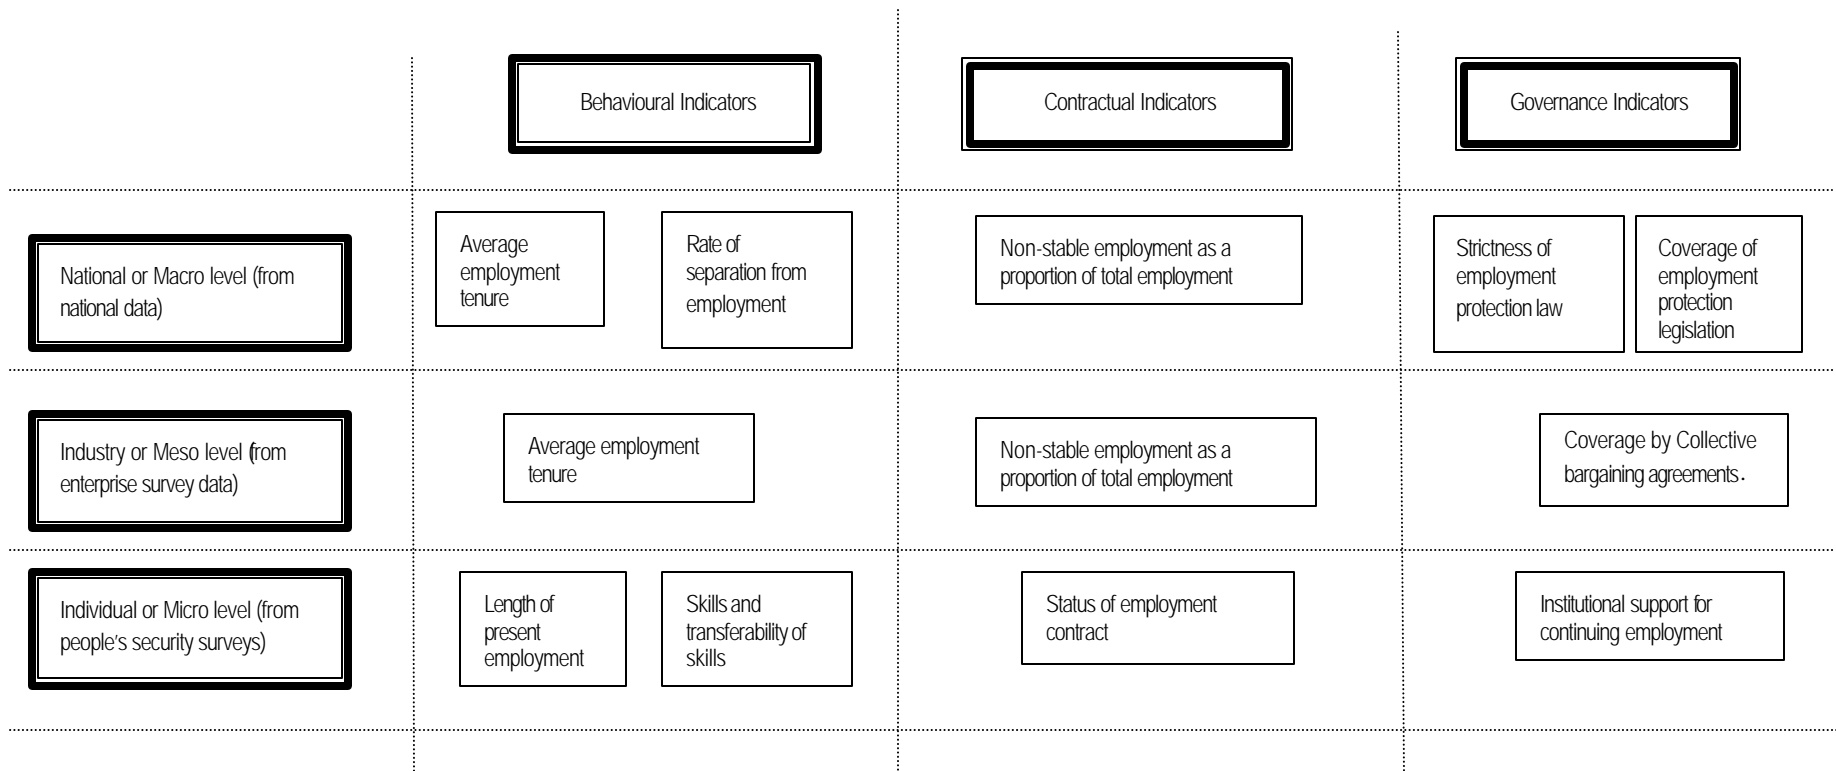 Behavioural Indicators
Contractual Indicators
Governance Indicators
National or Macro level (from
national data)
Average
employment
tenure
Rate of
separation from
employment
Non-stable employment as a
proportion of total employment
Strictness of
employment
protection law
Coverage of
employment
protection
legislation
Industry or Meso level (from
enterprise survey data)
Average employment
tenure
Non-stable employment as a
proportion of total employment
Coverage by Collective
bargaining agreements.
Individual or Micro level (from
people's security surveys)
Length of
present
employment
Skills and
transferability of
skills
Status of employment
contract
Institutional support for
continuing employment